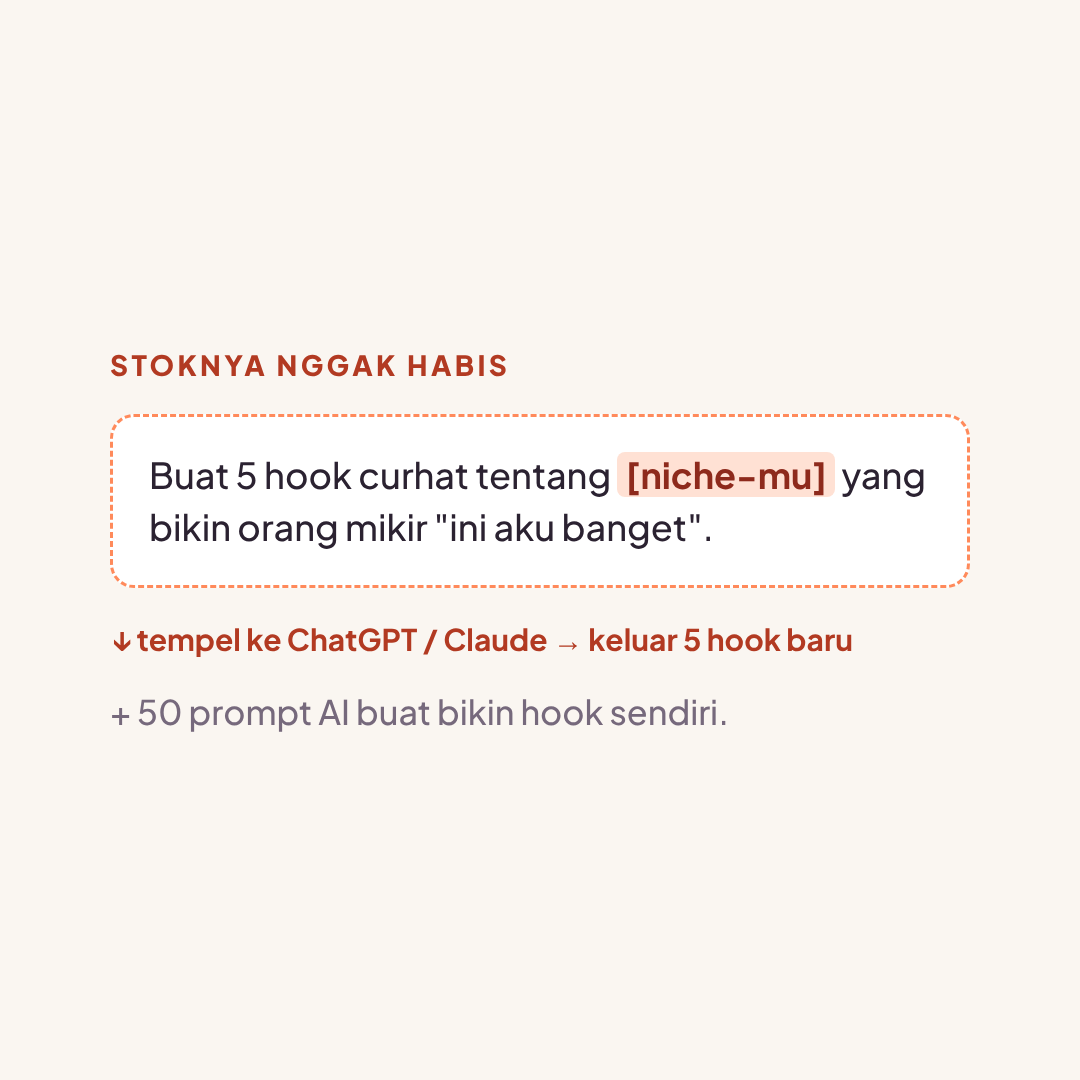 STOKNYA NGGAK HABIS
Buat 5 hook curhat tentang [niche-mu] yang
bikin orang mikir "ini aku banget".
↓ tempel ke ChatGPT / Claude → keluar 5 hook baru
+ 50 prompt AI buat bikin hook sendiri.